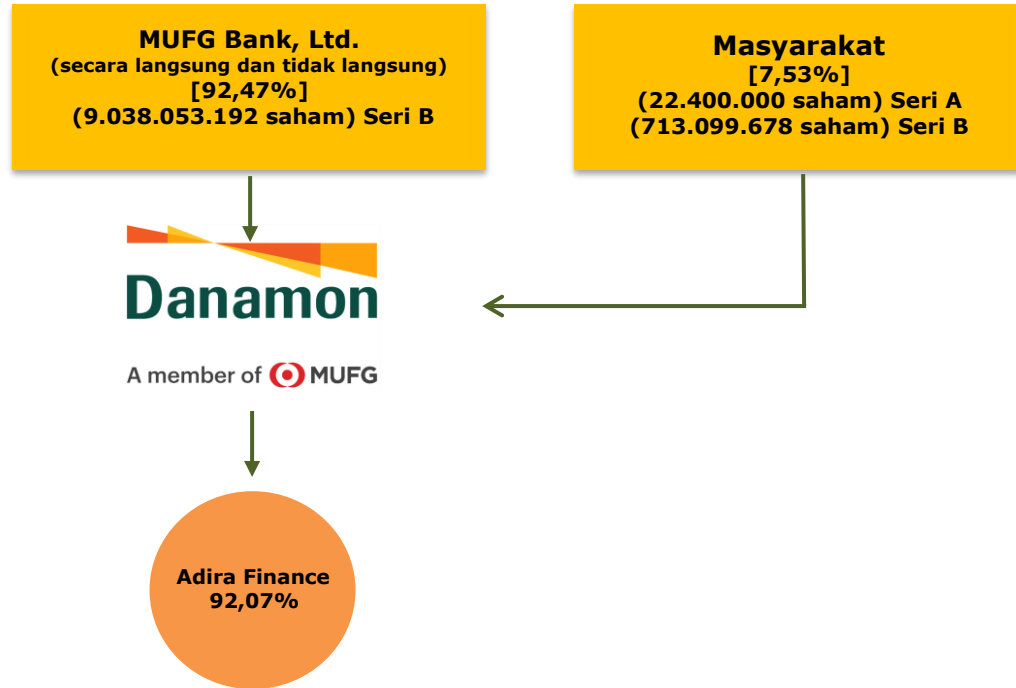 MUFG Bank, Ltd.
(secara langsung dan tidak langsung)
[92,47%]
(9.038.053.192 saham) Seri B
Masyarakat
[7,53%]
(22.400.000 saham) Seri A
(713.099.678 saham) Seri B
Danamon
A member of MUFG
Adira Finance
92,07%